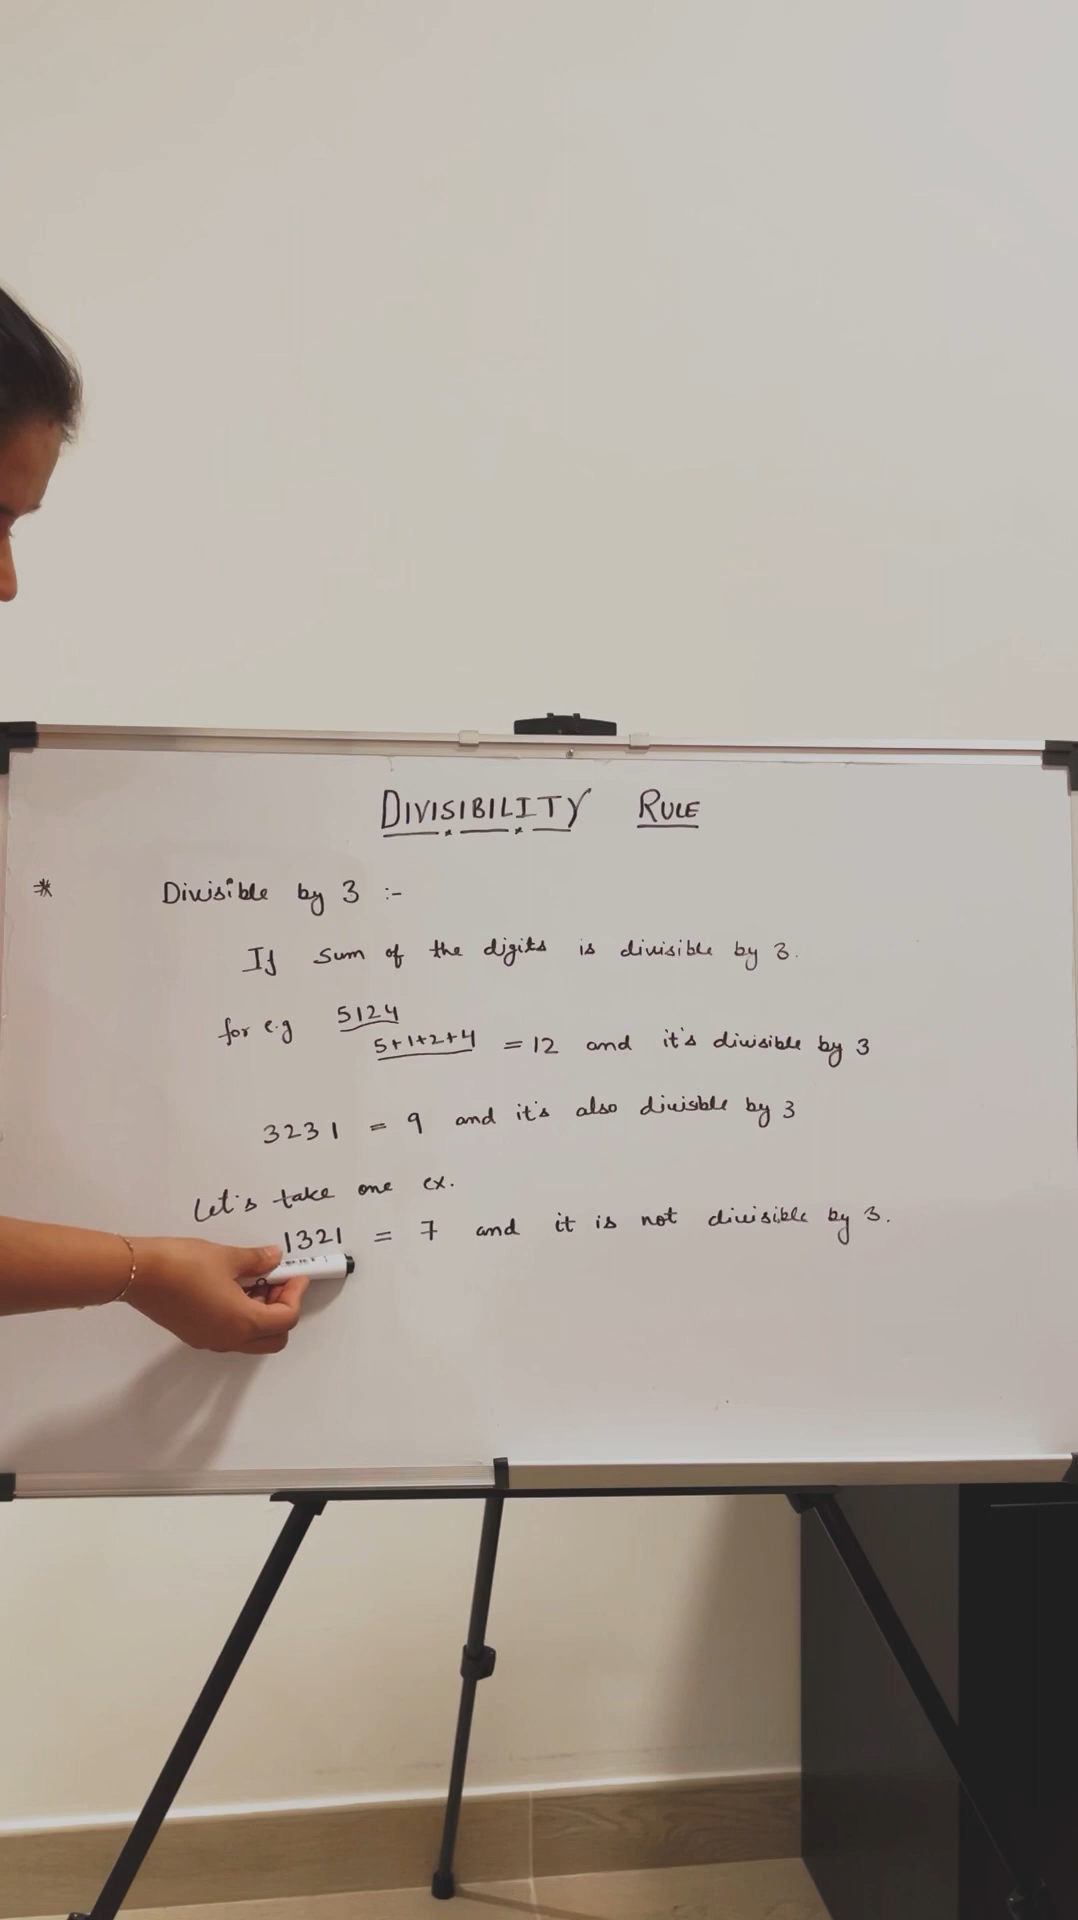 DIVISIBILITY RULE
* Divisible by 3 :-
If sum of the digits is divisible by 3.
for e.g 5124
5+1+2+4 = 12 and it's divisible by 3
3231 = 9 and it's also divisble by 3
Let's take one ex.
1321 = 7 and it is not divisible by 3.